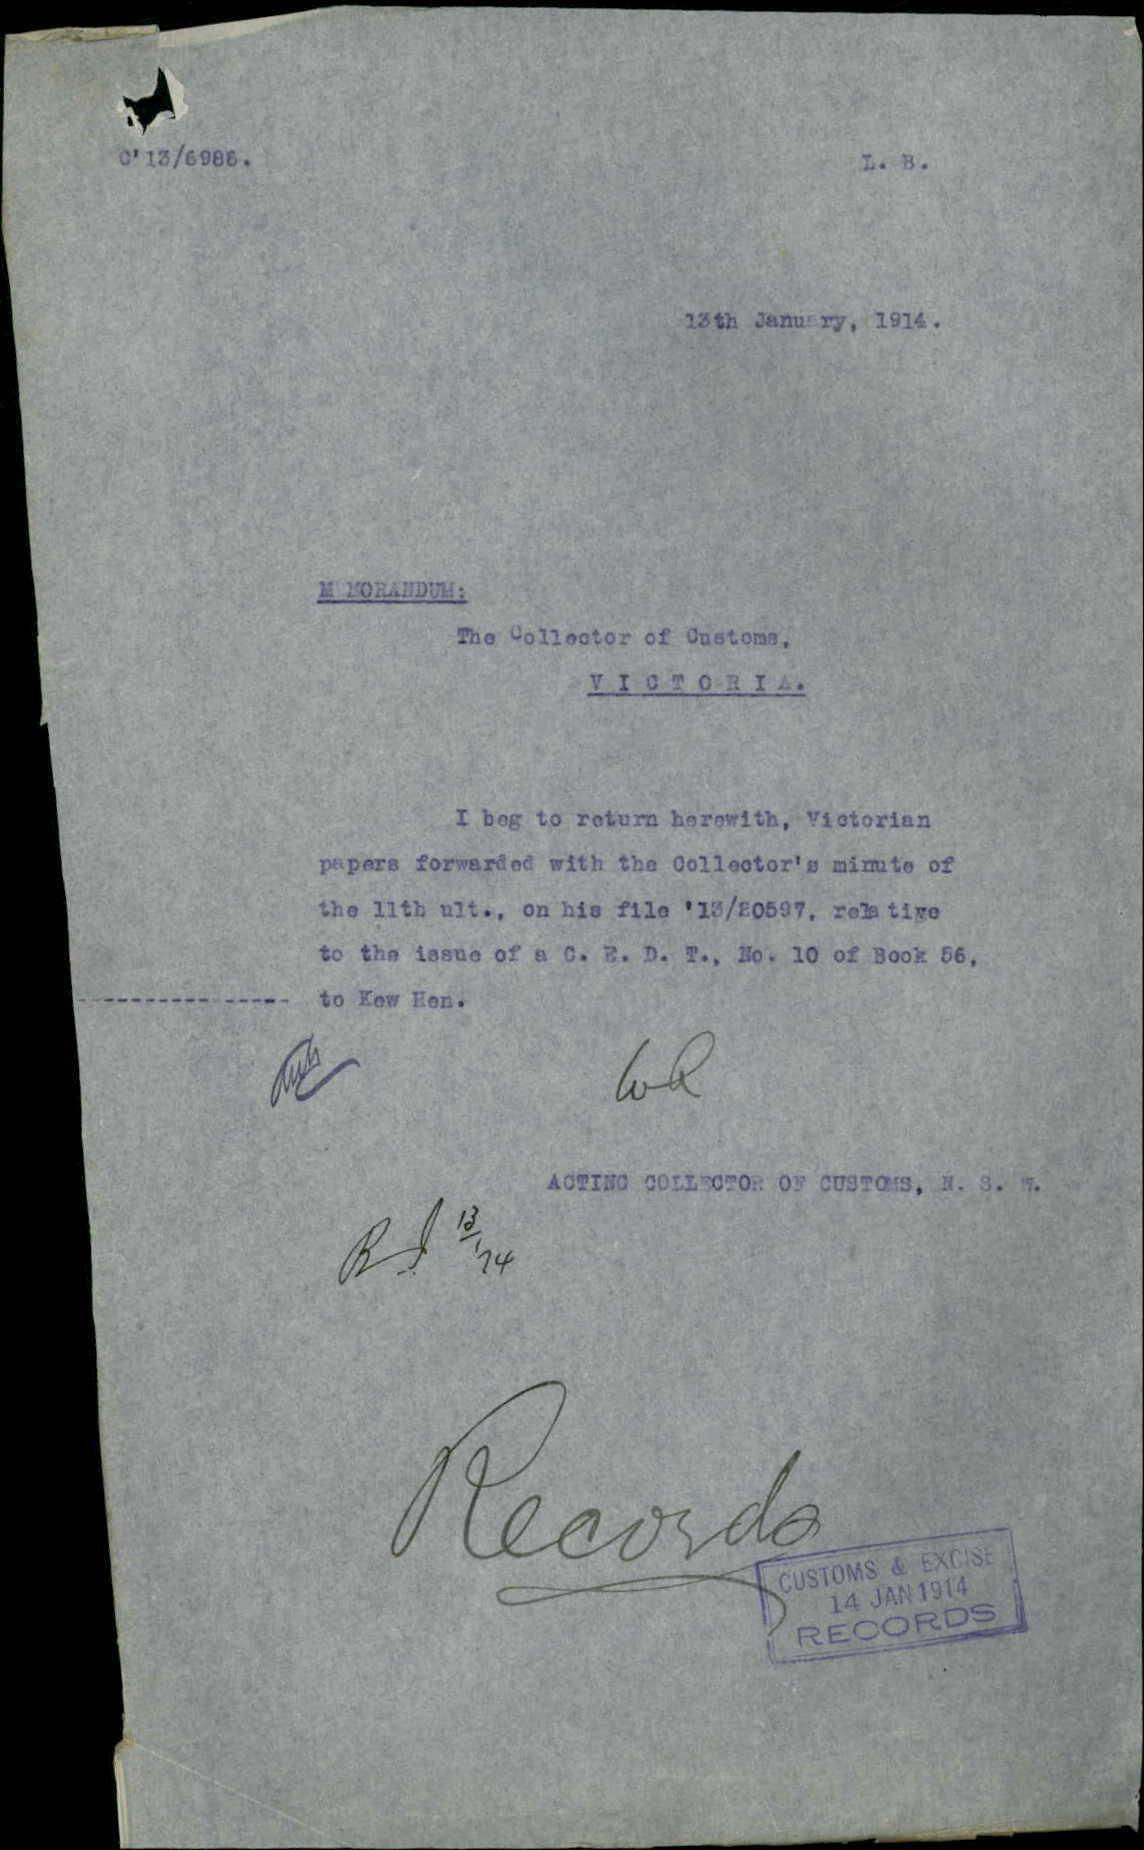 C'13/6986.
L. B.
13th January, 1914.
M MORANDUM:
The Collector of Customs,
V I C T O R I A.
I beg to return herewith, Victorian
papers forwarded with the Collector's minute of
the 11th ult., on his file '13/20597, relative
to the issue of a C. E. D. T., No. 10 of Book 56,
to Kew Hen.
ACTING COLLECTOR OF CUSTOMS, N. S. W.
13/1/14
Records
CUSTOMS & EXCISE
14 JAN 1914
RECORDS